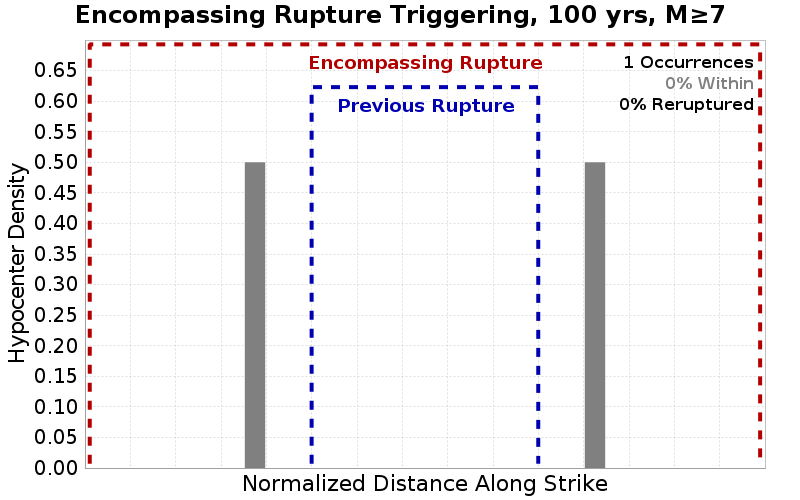 Encompassing Rupture Triggering, 100 yrs, M≥7
Encompassing Rupture
Previous Rupture
1 Occurrences
0% Within
0% Reruptured
Hypocenter Density
0.65
0.60
0.55
0.50
0.45
0.40
0.35
0.30
0.25
0.20
0.15
0.10
0.05
0.00
Normalized Distance Along Strike